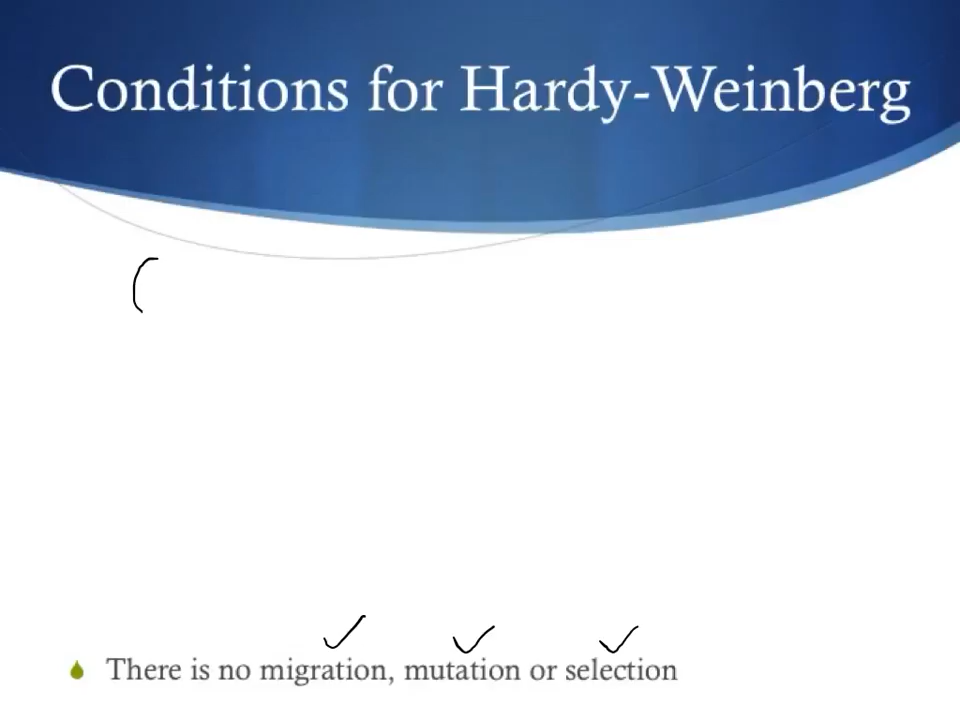 Conditions for Hardy-Weinberg
There is no migration, mutation or selection